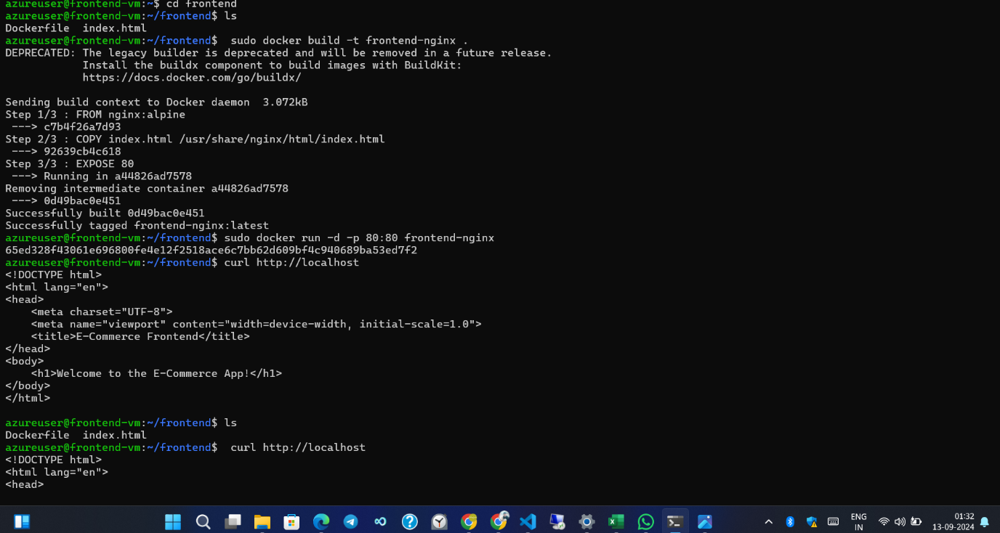 azureuser@frontend-vm:~$ cd frontend
azureuser@frontend-vm:~/frontend$ ls
Dockerfile  index.html
azureuser@frontend-vm:~/frontend$  sudo docker build -t frontend-nginx .
DEPRECATED: The legacy builder is deprecated and will be removed in a future release.
            Install the buildx component to build images with BuildKit:
            https://docs.docker.com/go/buildx/

Sending build context to Docker daemon  3.072kB
Step 1/3 : FROM nginx:alpine
 ---> c7b4f26a7d93
Step 2/3 : COPY index.html /usr/share/nginx/html/index.html
 ---> 92639cb4c618
Step 3/3 : EXPOSE 80
 ---> Running in a44826ad7578
Removing intermediate container a44826ad7578
 ---> 0d49bac0e451
Successfully built 0d49bac0e451
Successfully tagged frontend-nginx:latest
azureuser@frontend-vm:~/frontend$ sudo docker run -d -p 80:80 frontend-nginx
65ed328f43061e696800fe4e12f2518ace6c7bb62d609bf4c940689ba53ed7f2
azureuser@frontend-vm:~/frontend$ curl http://localhost
<!DOCTYPE html>
<html lang="en">
<head>
    <meta charset="UTF-8">
    <meta name="viewport" content="width=device-width, initial-scale=1.0">
    <title>E-Commerce Frontend</title>
</head>
<body>
    <h1>Welcome to the E-Commerce App!</h1>
</body>
</html>

azureuser@frontend-vm:~/frontend$ ls
Dockerfile  index.html
azureuser@frontend-vm:~/frontend$  curl http://localhost
<!DOCTYPE html>
<html lang="en">
<head>
ENG
IN
01:32
13-09-2024